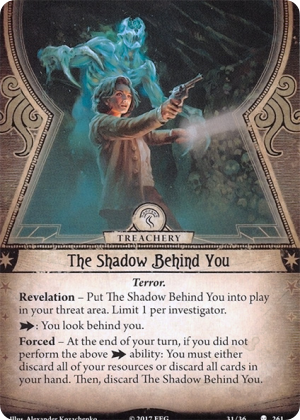 TREACHERY
The Shadow Behind You
Terror.
Revelation – Put The Shadow Behind You into play
in your threat area. Limit 1 per investigator.
: You look behind you.
Forced – At the end of your turn, if you did not
perform the above ability: You must either
discard all of your resources or discard all cards in
your hand. Then, discard The Shadow Behind You.
Illus. Alexander Kozachenko © 2017 FFG 31/36 261